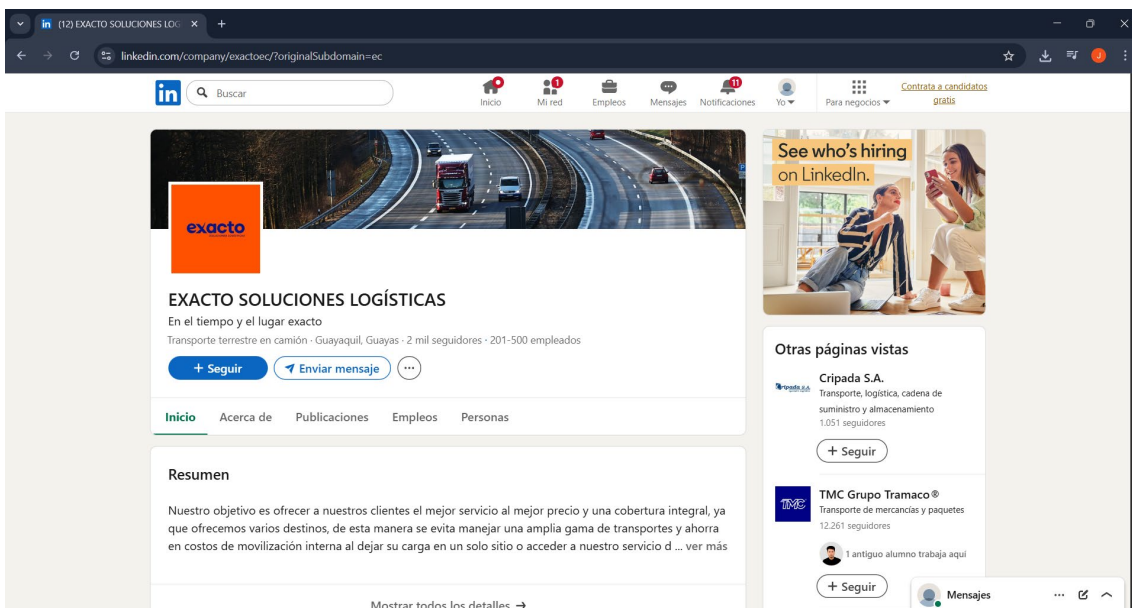 (12) EXACTO SOLUCIONES LOG
linkedin.com/company/exactoec/?originalSubdomain=ec
J
in
Buscar
Inicio
1
Mi red
Empleos
Mensajes
11
Notificaciones
Yo
Para negocios
Contrata a candidatos
gratis
exacto
See who's hiring
on LinkedIn.
EXACTO SOLUCIONES LOGÍSTICAS
En el tiempo y el lugar exacto
Transporte terrestre en camión · Guayaquil, Guayas · 2 mil seguidores · 201-500 empleados
+ Seguir
Enviar mensaje
Inicio
Acerca de
Publicaciones
Empleos
Personas
Resumen
Nuestro objetivo es ofrecer a nuestros clientes el mejor servicio al mejor precio y una cobertura integral, ya
que ofrecemos varios destinos, de esta manera se evita manejar una amplia gama de transportes y ahorra
en costos de movilización interna al dejar su carga en un solo sitio o acceder a nuestro servicio d ... ver más
Mostrar todos los detalles →
Otras páginas vistas
Cripada S.A.
Cripada S.A.
Transporte, logística, cadena de
suministro y almacenamiento
1.051 seguidores
+ Seguir
TMC
TMC Grupo Tramaco®
Transporte de mercancías y paquetes
12.261 seguidores
1 antiguo alumno trabaja aquí
+ Seguir
Mensajes